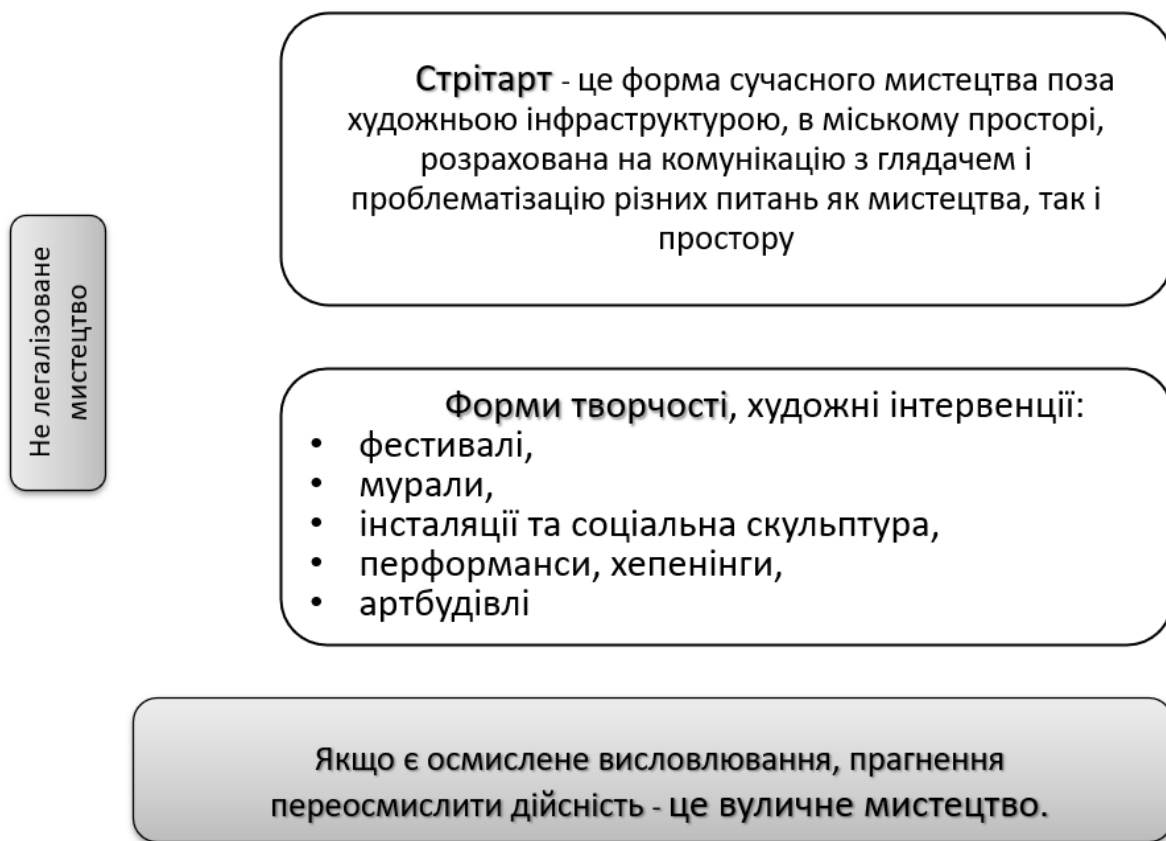 Стрітарт - це форма сучасного мистецтва поза
художньою інфраструктурою, в міському просторі,
розрахована на комунікацію з глядачем і
проблематізацію різних питань як мистецтва, так і
простору
Не легалізоване
мистецтво
Форми творчості, художні інтервенції:
• фестивалі,
• мурали,
• інсталяції та соціальна скульптура,
• перформанси, хепенінги,
• артбудівлі
Якщо є осмислене висловлювання, прагнення
переосмислити дійсність - це вуличне мистецтво.